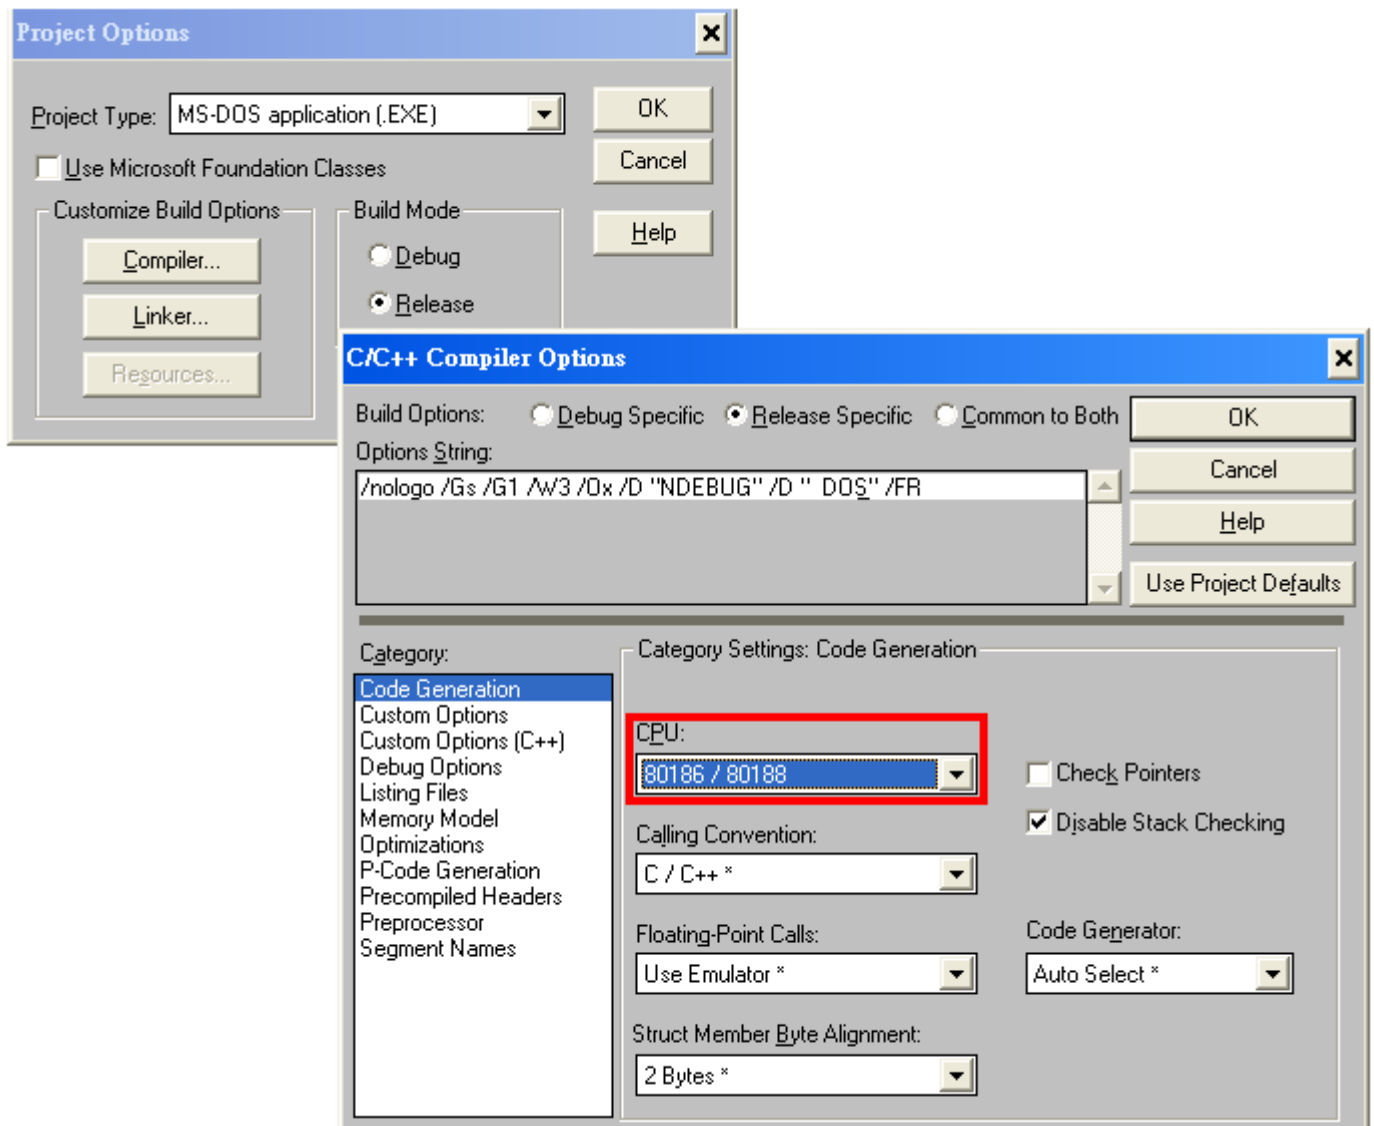 Project Options
Project Type: MS-DOS application (.EXE)
OK
Use Microsoft Foundation Classes
Cancel
Customize Build Options
Build Mode
Help
Compiler...
Debug
Linker...
Release
Resources...
C/C++ Compiler Options
Build Options: Debug Specific Release Specific Common to Both
OK
Options String:
/nologo /Gs /G1 /W3 /Ox /D "NDEBUG" /D " DOS" /FR
Cancel
Help
Use Project Defaults
Category:
Code Generation
Custom Options
Custom Options (C++)
Debug Options
Listing Files
Memory Model
Optimizations
P-Code Generation
Precompiled Headers
Preprocessor
Segment Names
Category Settings: Code Generation
CPU:
80186 / 80188
Check Pointers
Disable Stack Checking
Calling Convention:
C / C++ *
Floating-Point Calls:
Use Emulator *
Code Generator:
Auto Select *
Struct Member Byte Alignment:
2 Bytes *